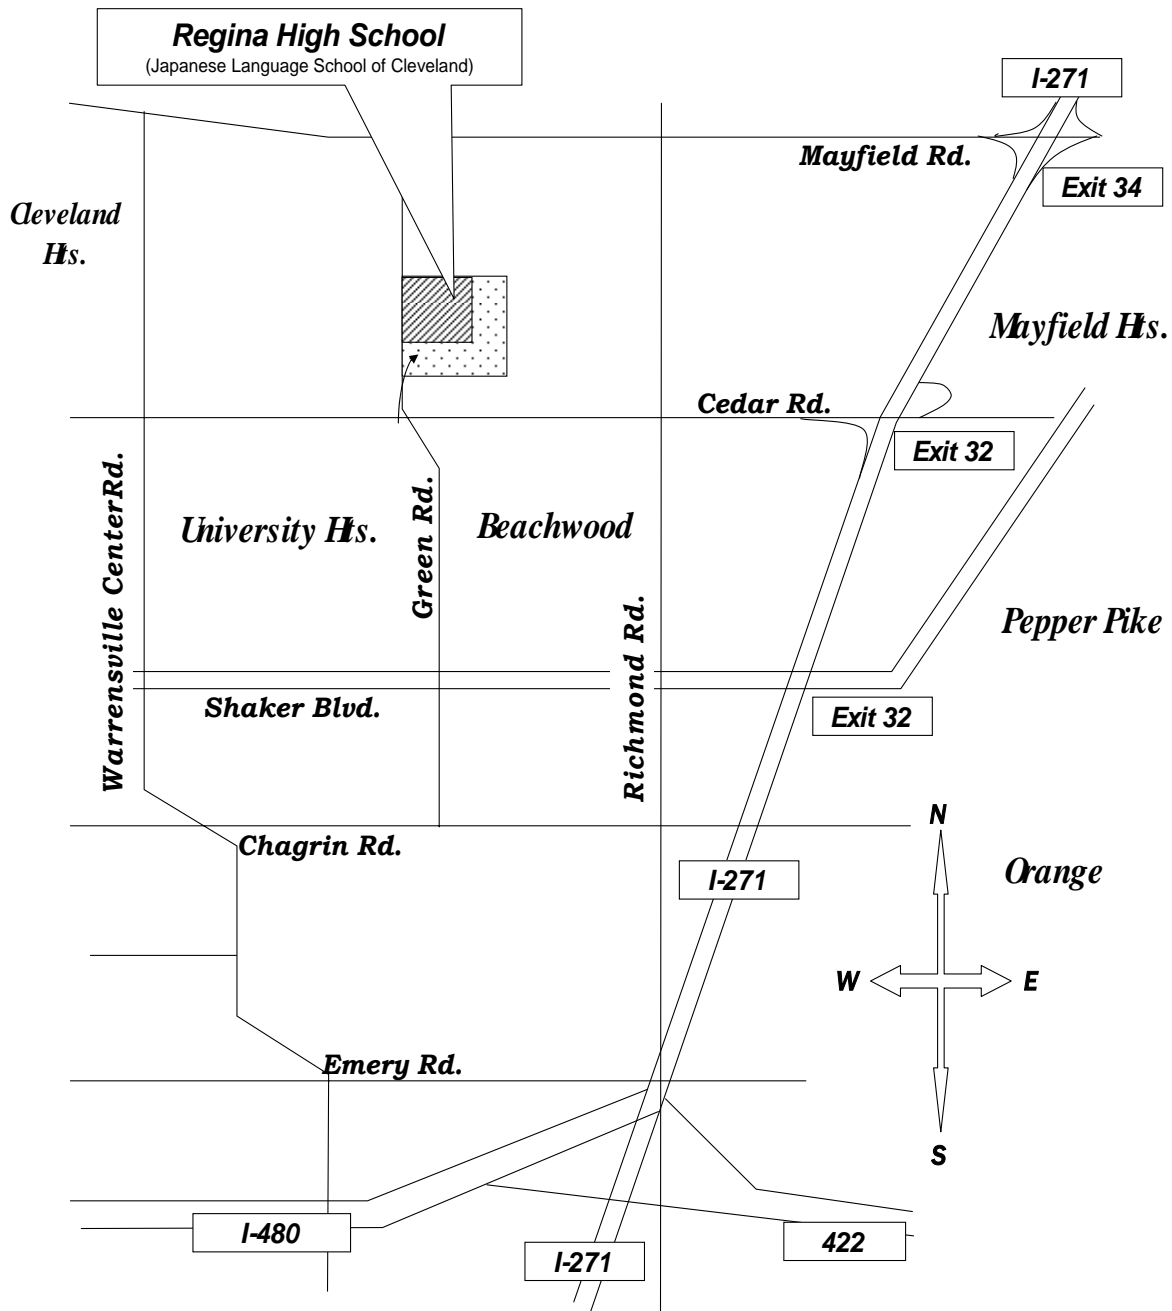 Regina High School
(Japanese Language School of Cleveland)
I-271
Mayfield Rd.
Exit 34
Cleveland
Hts.
Mayfield Hts.
Cedar Rd.
Exit 32
Warrensville Center Rd.
University Hts.
Green Rd.
Beachwood
Richmond Rd.
Pepper Pike
Shaker Blvd.
Exit 32
N
Chagrin Rd.
I-271
Orange
W
E
Emery Rd.
S
I-480
422
I-271